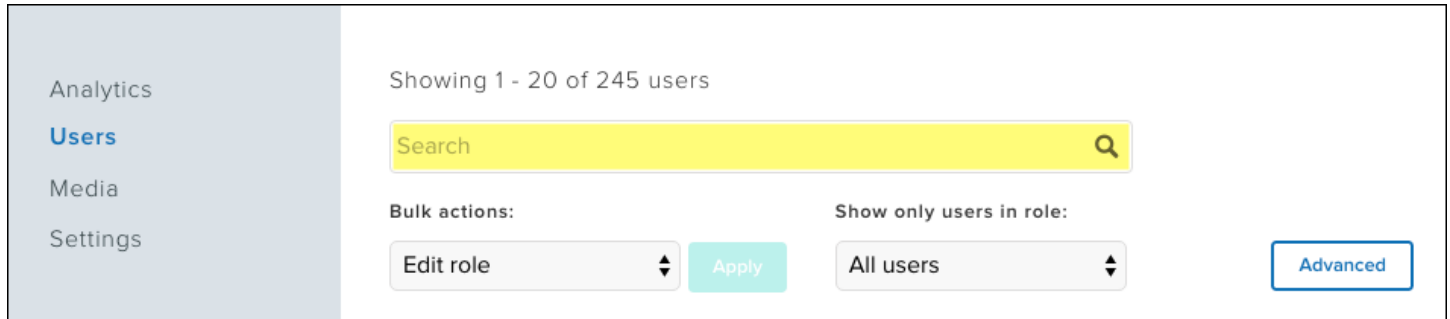 Analytics
Users
Media
Settings
Showing 1 - 20 of 245 users
Search
Bulk actions:
Show only users in role:
Edit role
Apply
All users
Advanced